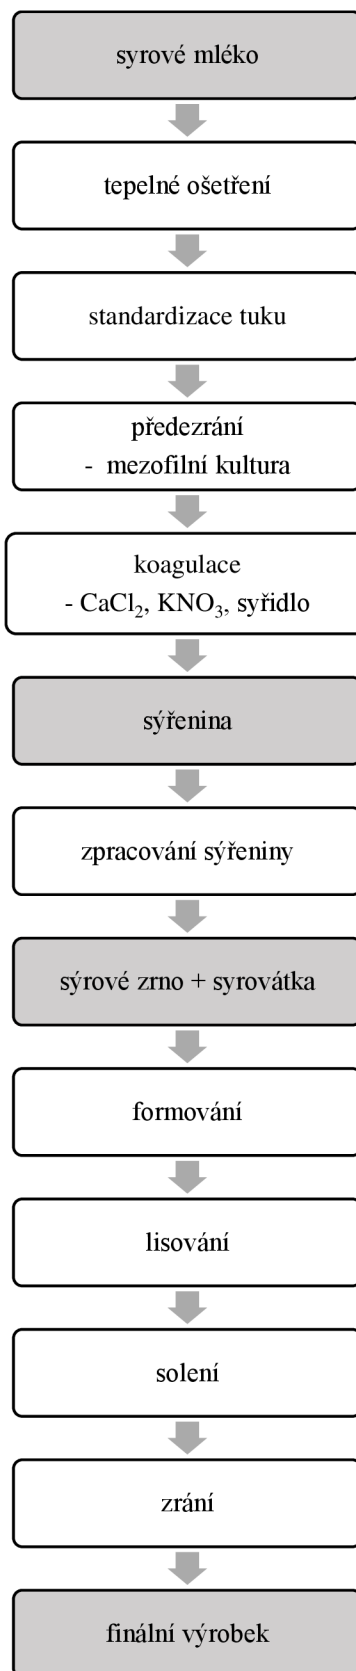 syrové mléko
tepelné ošetření
standardizace tuku
předezrání
- mezofilní kultura
koagulace
- CaCl₂, KNO₃, syřidlo
sýřenina
zpracování sýřeniny
sýrové zrno + syrovátka
formování
lisování
solení
zrání
finální výrobek